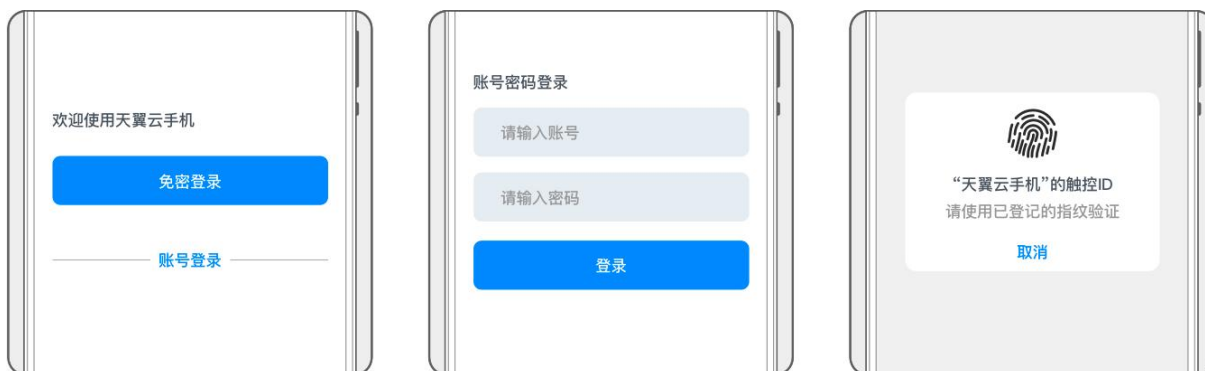 欢迎使用天翼云手机
免密登录
账号登录
账号密码登录
请输入账号
请输入密码
登录
“天翼云手机”的触控ID
请使用已登记的指纹验证
取消